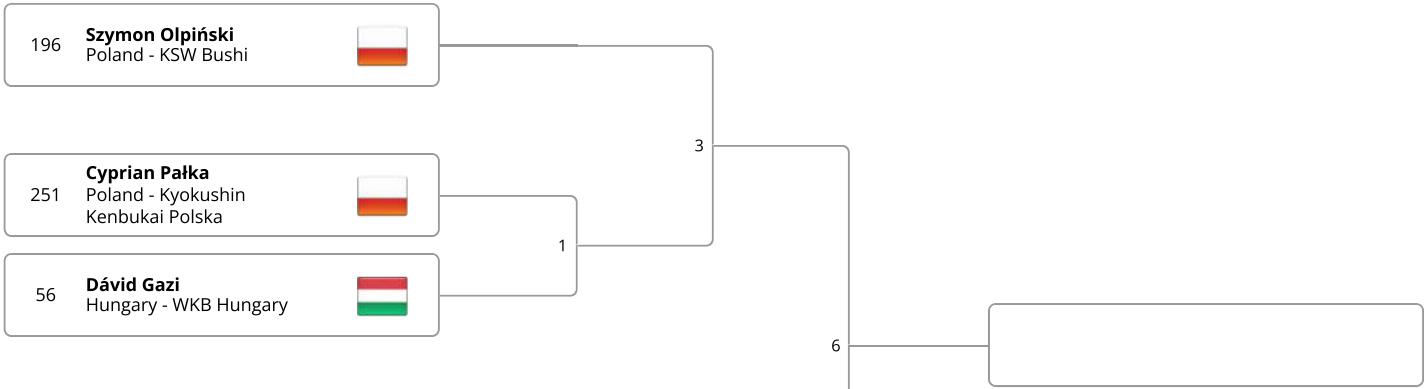 196
Szymon Olpiński
Poland - KSW Bushi
3
251
Cyprian Pałka
Poland - Kyokushin
Kenbukai Polska
1
56
Dávid Gazi
Hungary - WKB Hungary
6